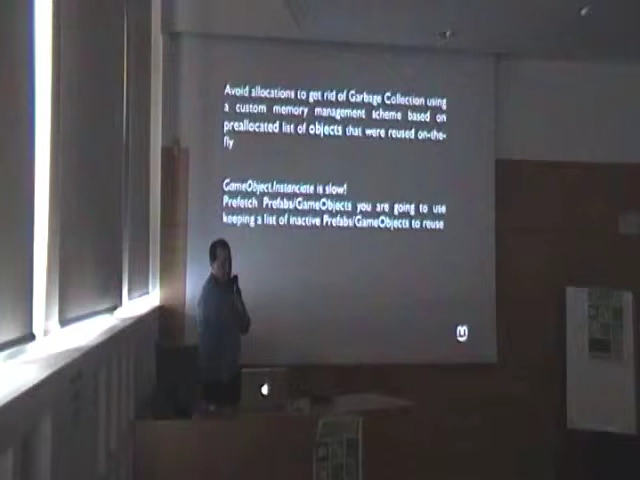 Avoid allocations to get rid of Garbage Collection using
a custom memory management scheme based on
preallocated list of objects that were reused on-the-
fly
GameObject.Instanciate is slow!
Prefetch Prefabs/GameObjects you are going to use
keeping a list of inactive Prefabs/GameObjects to reuse